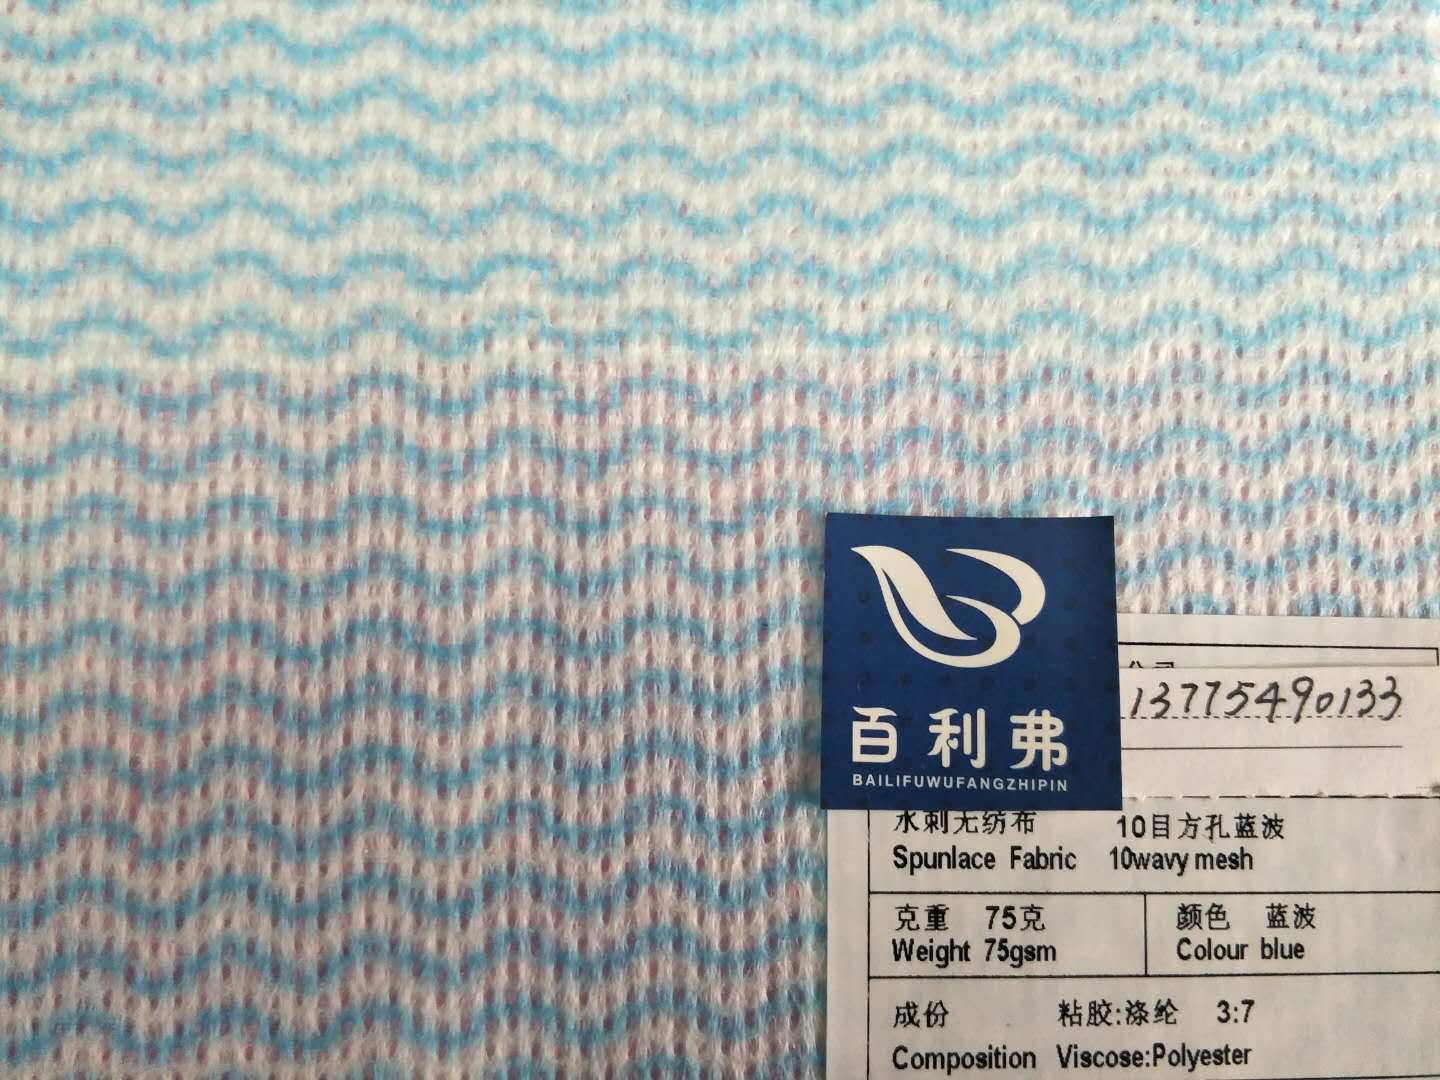 百利弗
BAILIFUWUFANGZHIPIN
公司
13775490133
水刺无纺布 10目方孔蓝波
Spunlace Fabric 10wavy mesh
克重 75克 颜色 蓝波
Weight 75gsm Colour blue
成份 粘胶:涤纶 3:7
Composition Viscose:Polyester